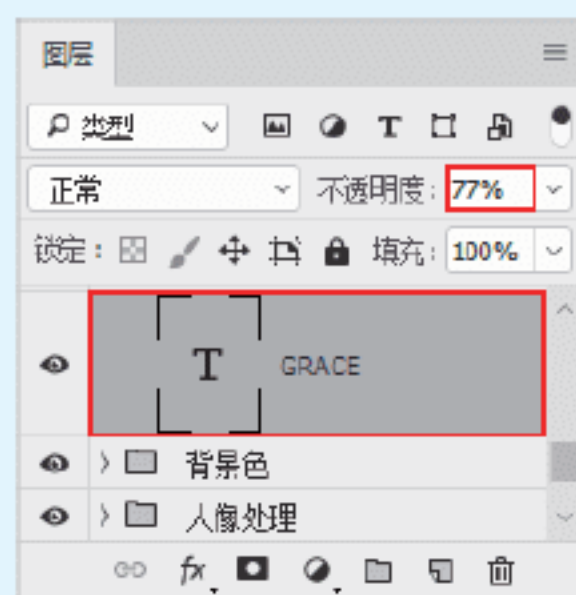 图层
类型 T
正常 不透明度: 77%
锁定: 填充: 100%
T GRACE
背景色
人像处理
fx